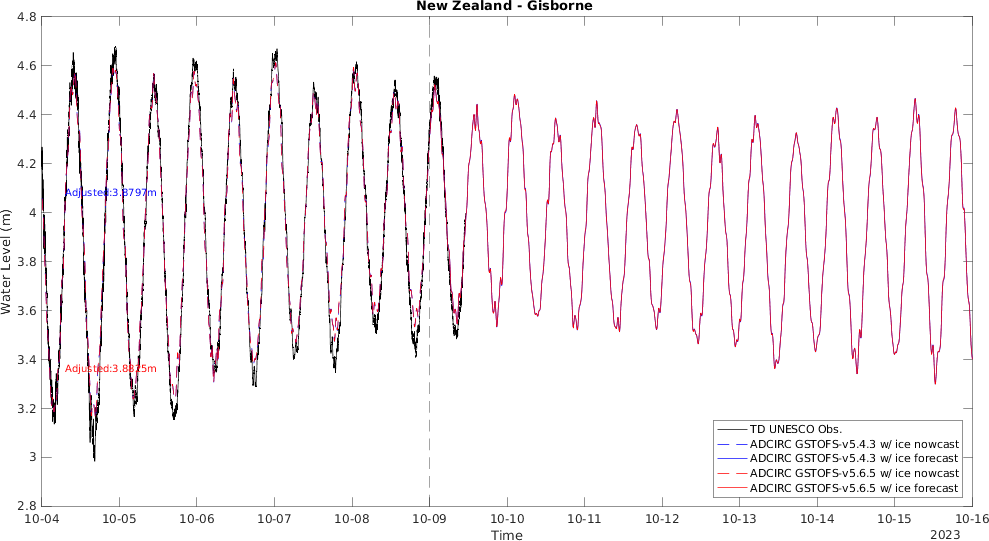 New Zealand - Gisborne
4.8
4.6
4.4
4.2
4
3.8
3.6
3.4
3.2
3
2.8
Water Level (m)
Adjusted:3.8797m
TD UNESCO Obs.
ADCIRC GSTOFS-v5.4.3 w/ ice nowcast
ADCIRC GSTOFS-v5.4.3 w/ ice forecast
ADCIRC GSTOFS-v5.6.5 w/ ice nowcast
ADCIRC GSTOFS-v5.6.5 w/ ice forecast
10-04 10-05 10-06 10-07 10-08 10-09 10-10 10-11 10-12 10-13 10-14 10-15 10-16
Time
2023